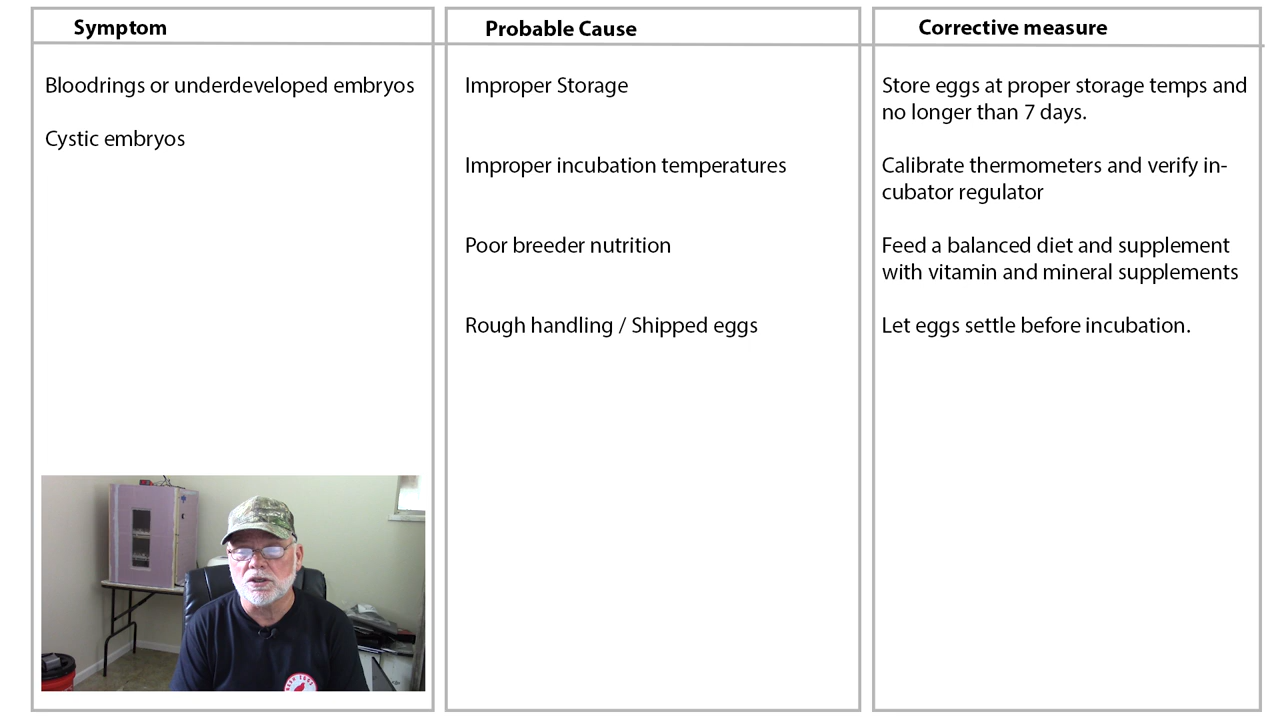 Symptom
Probable Cause
Corrective measure
Bloodrings or underdeveloped embryos
Cystic embryos
Improper Storage
Improper incubation temperatures
Poor breeder nutrition
Rough handling / Shipped eggs
Store eggs at proper storage temps and
no longer than 7 days.
Calibrate thermometers and verify in-
cubator regulator
Feed a balanced diet and supplement
with vitamin and mineral supplements
Let eggs settle before incubation.